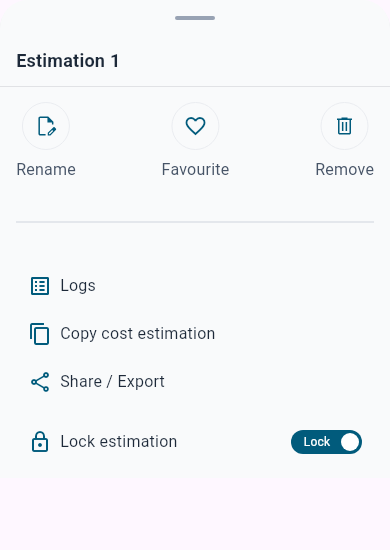 Estimation 1
Rename Favourite Remove
Logs
Copy cost estimation
Share / Export
Lock estimation Lock